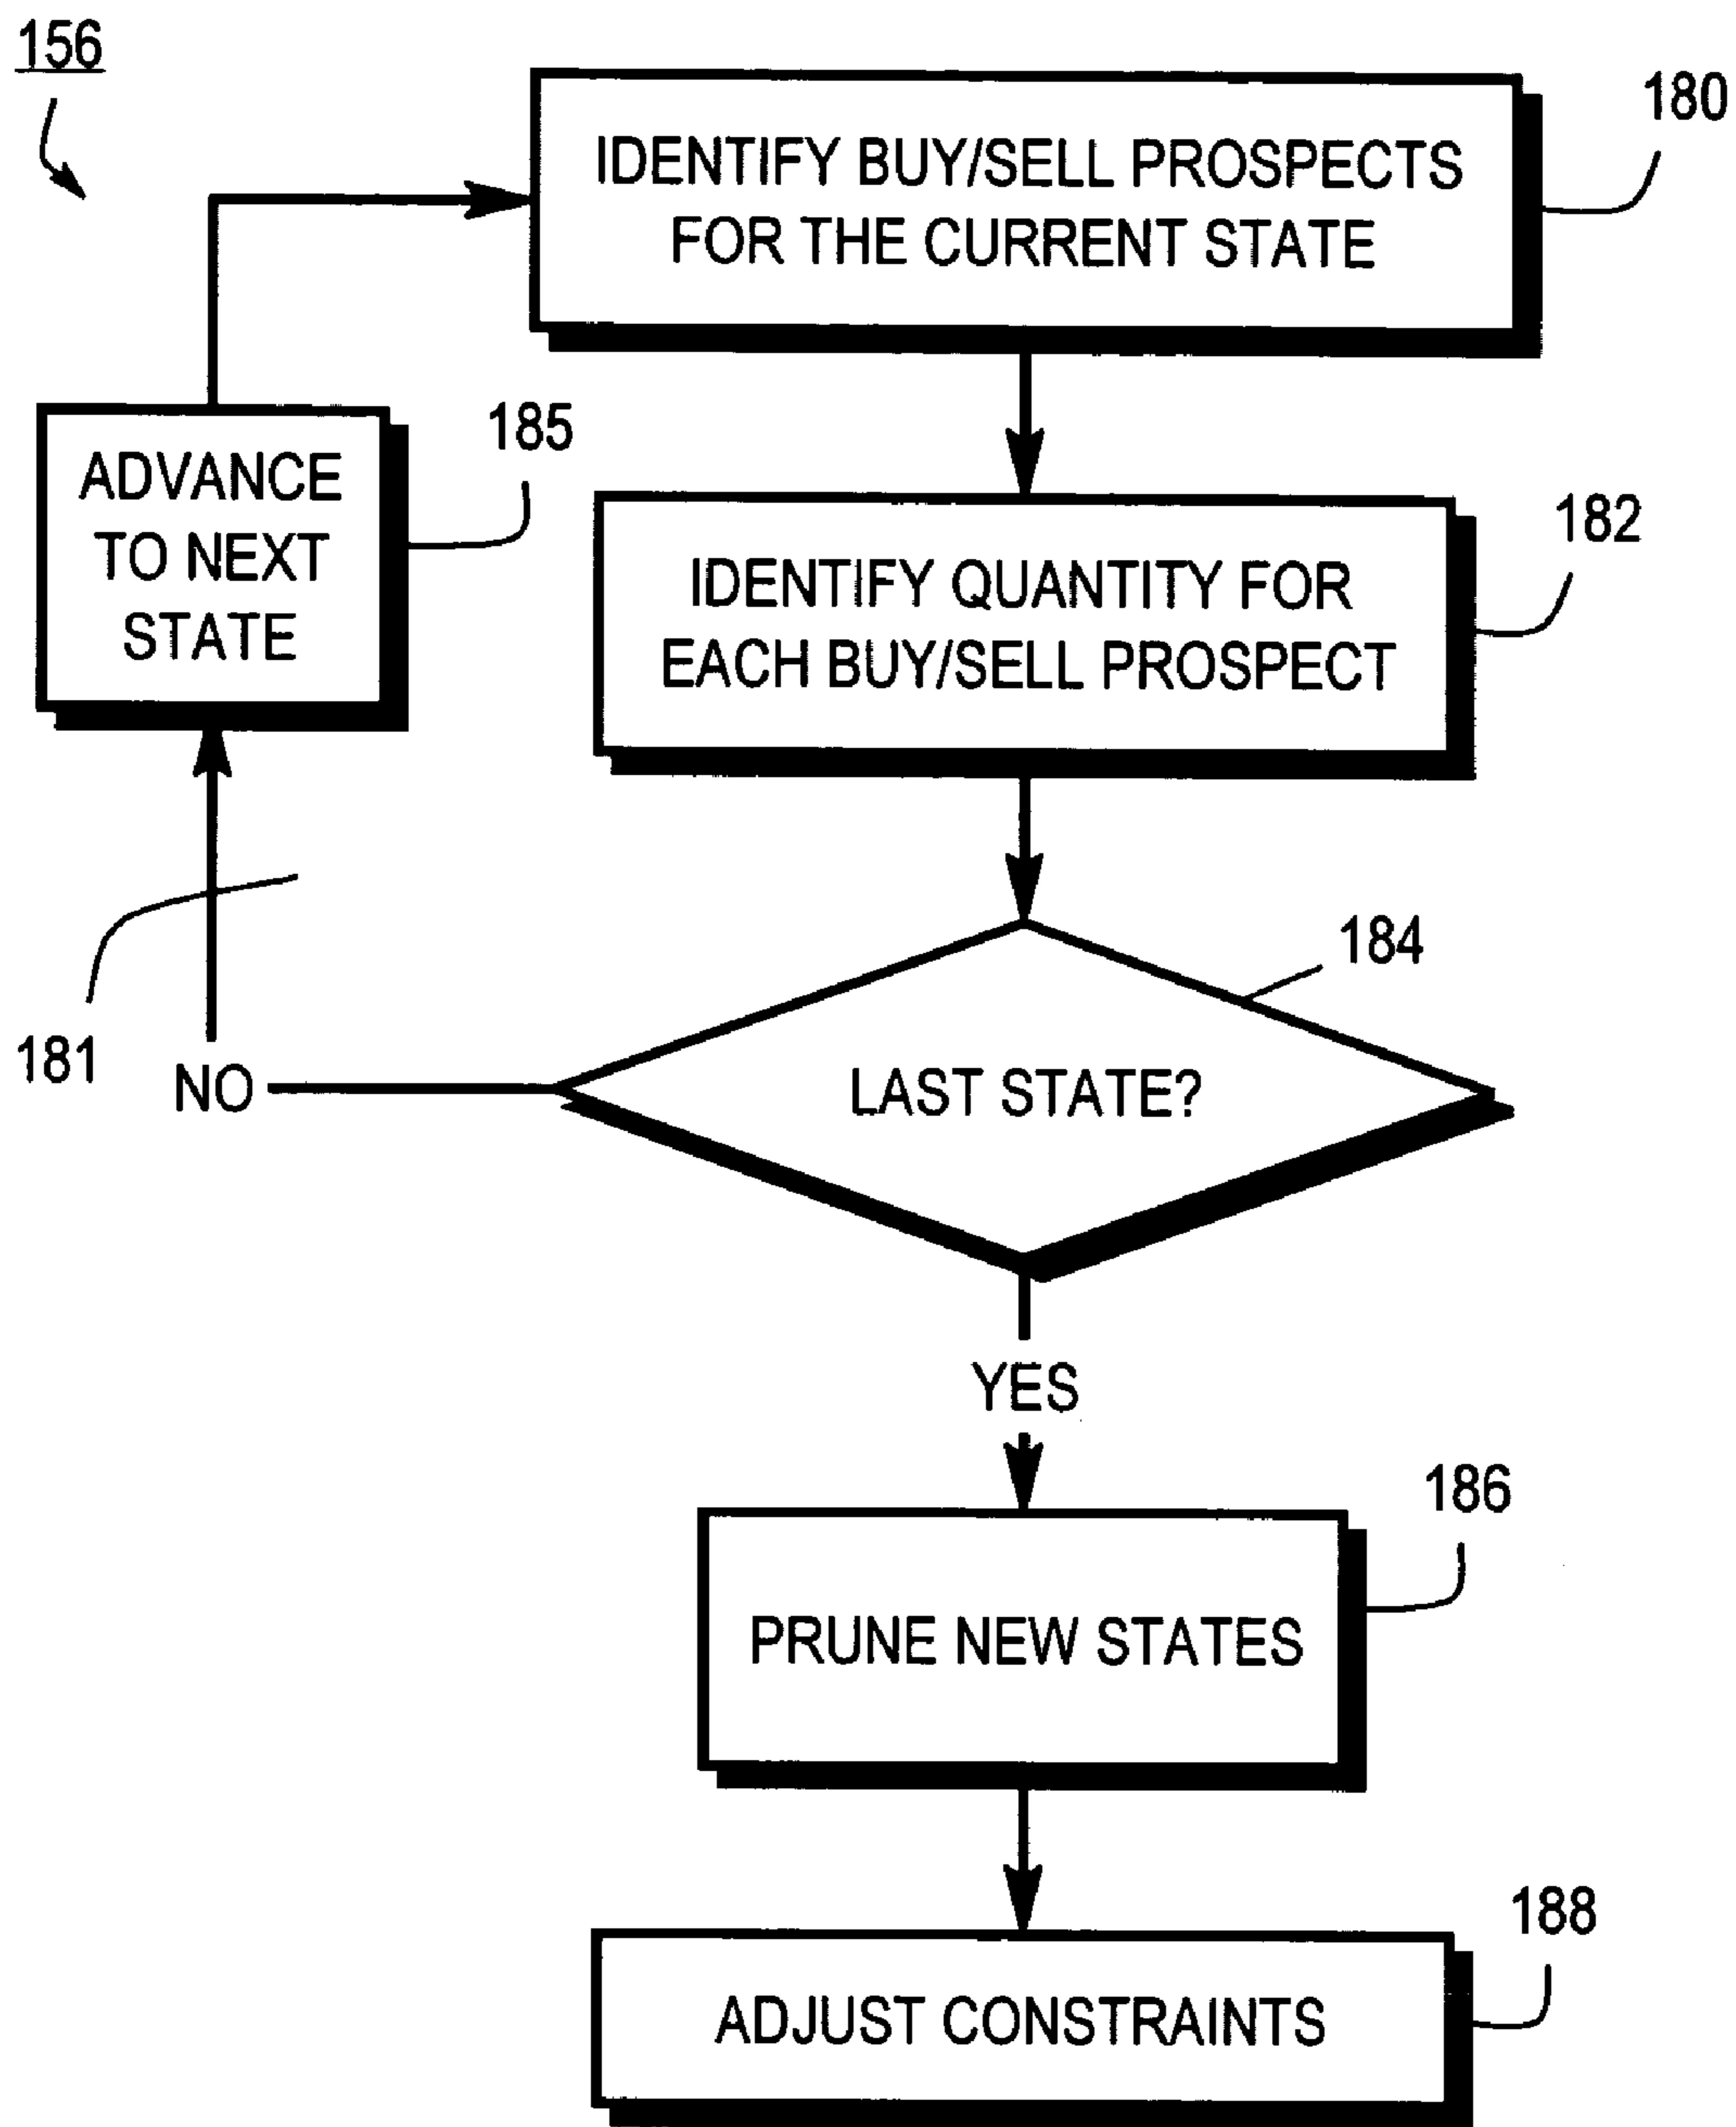 156
180
IDENTIFY BUY/SELL PROSPECTS
FOR THE CURRENT STATE
185
ADVANCE
TO NEXT
STATE
182
IDENTIFY QUANTITY FOR
EACH BUY/SELL PROSPECT
184
181
NO
LAST STATE?
YES
186
PRUNE NEW STATES
188
ADJUST CONSTRAINTS